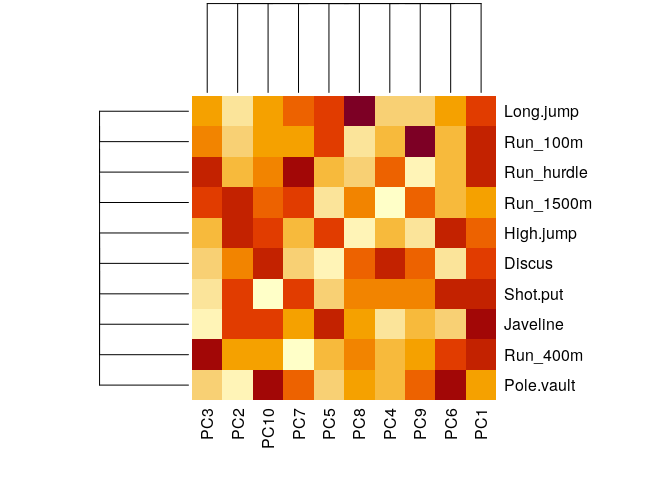 Long.jump
Run_100m
Run_hurdle
Run_1500m
High.jump
Discus
Shot.put
Javeline
Run_400m
Pole.vault
PC3 PC2 PC10 PC7 PC5 PC8 PC4 PC9 PC6 PC1